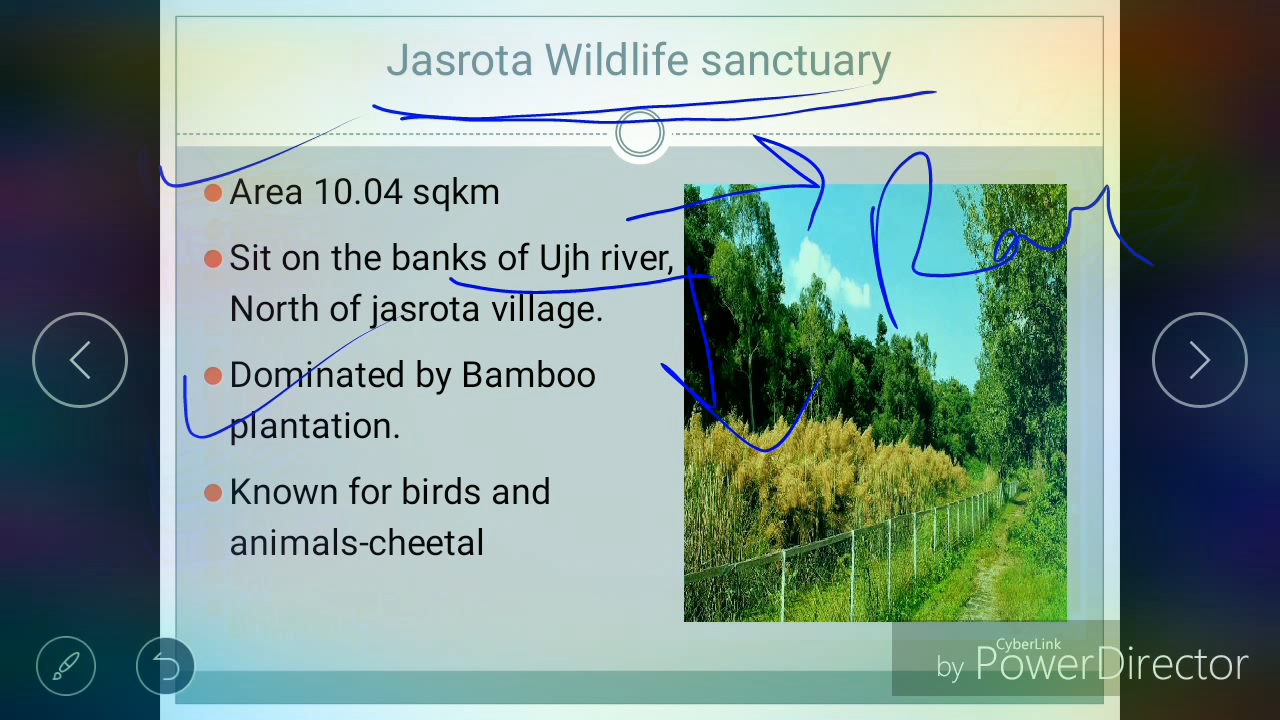 Jasrota Wildlife sanctuary
Area 10.04 sqkm
Sit on the banks of Ujh river,
North of jasrota village.
Dominated by Bamboo
plantation.
Known for birds and
animals-cheetal
CyberLink
by PowerDirector